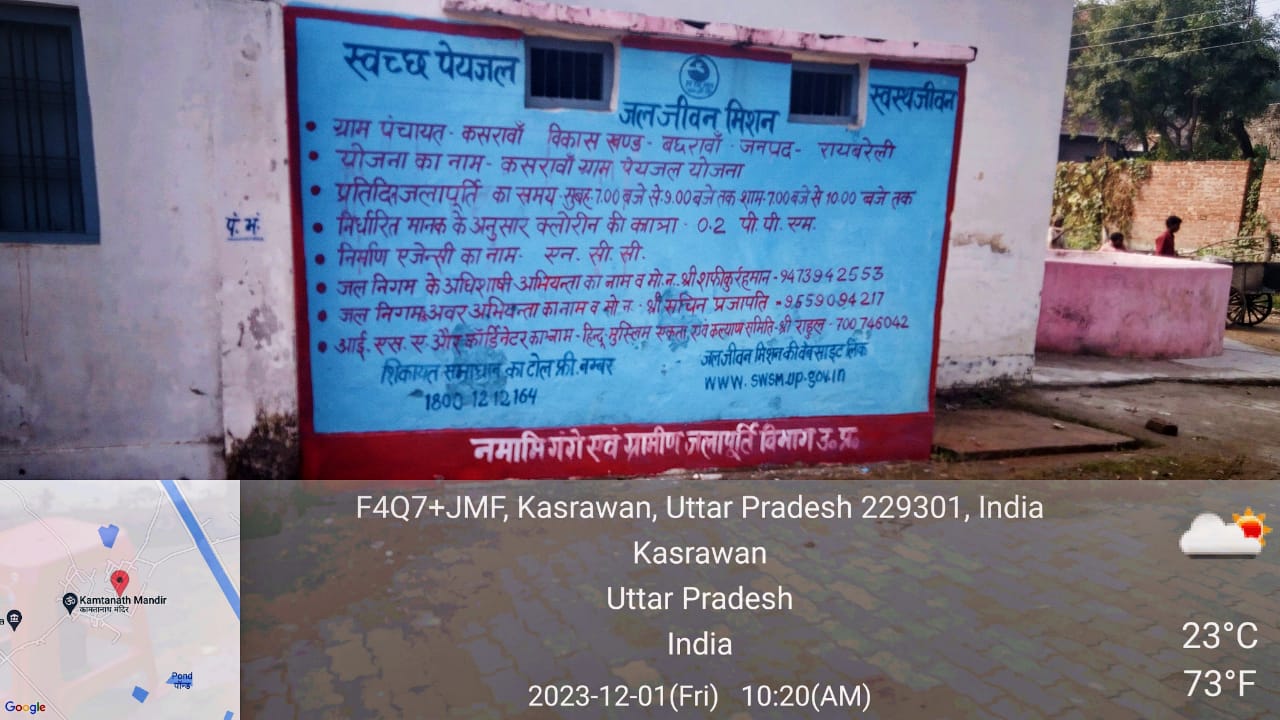 स्वच्छ पेयजल
जल जीवन मिशन
स्वस्थ जीवन
• ग्राम पंचायत - कसरावाँ विकास खण्ड - बछरावाँ जनपद - रायबरेली
• योजना का नाम - कसरावाँ ग्राम पेयजल योजना
• प्रतिदिन जलापूर्ति का समय - सुबह 7.00 बजे से 9.00 बजे तक शाम - 7.00 बजे से 10.00 बजे तक
• निर्धारित मानक के अनुसार क्लोरीन की मात्रा - 0.2 पी. पी. एम.
• निर्माण एजेन्सी का नाम - एन. सी. सी.
• जल निगम के अधिशाषी अभियन्ता का नाम व मो.न. श्री शफीकुर्रहमान - 9473942553
• जल निगम अवर अभियन्ता का नाम व मो न - श्री सचिन प्रजापति - 9559094217
• आई. एस. ए और कॉर्डिनेटर का नाम - हिन्दू मुस्लिम एकता एवं कल्याण समिति - श्री राहुल - 700746042
शिकायत समाधान का टोल फ्री. नम्बर
1800 12 12 164
जल जीवन मिशन की वेब साइट लिंक
www.swsm.up.gov.in
नमामि गंगे एवं ग्रामीण जलापूर्ति विभाग उ. प्र.
पं. मं.
F4Q7+JMF, Kasrawan, Uttar Pradesh 229301, India
Kasrawan
Uttar Pradesh
India
2023-12-01(Fri) 10:20(AM)
23°C
73°F
Kamtanath Mandir
कामतानाथ मंदिर
Pond
पॉन्ड
Google